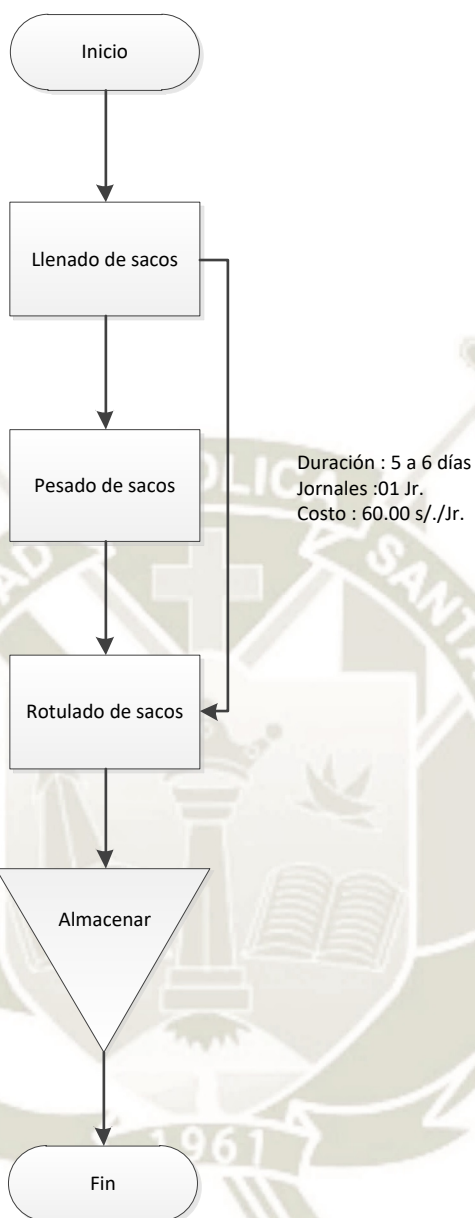 Inicio
Llenado de sacos
Pesado de sacos
Duración : 5 a 6 días
Jornales :01 Jr.
Costo : 60.00 s/./Jr.
Rotulado de sacos
Almacenar
1961
Fin